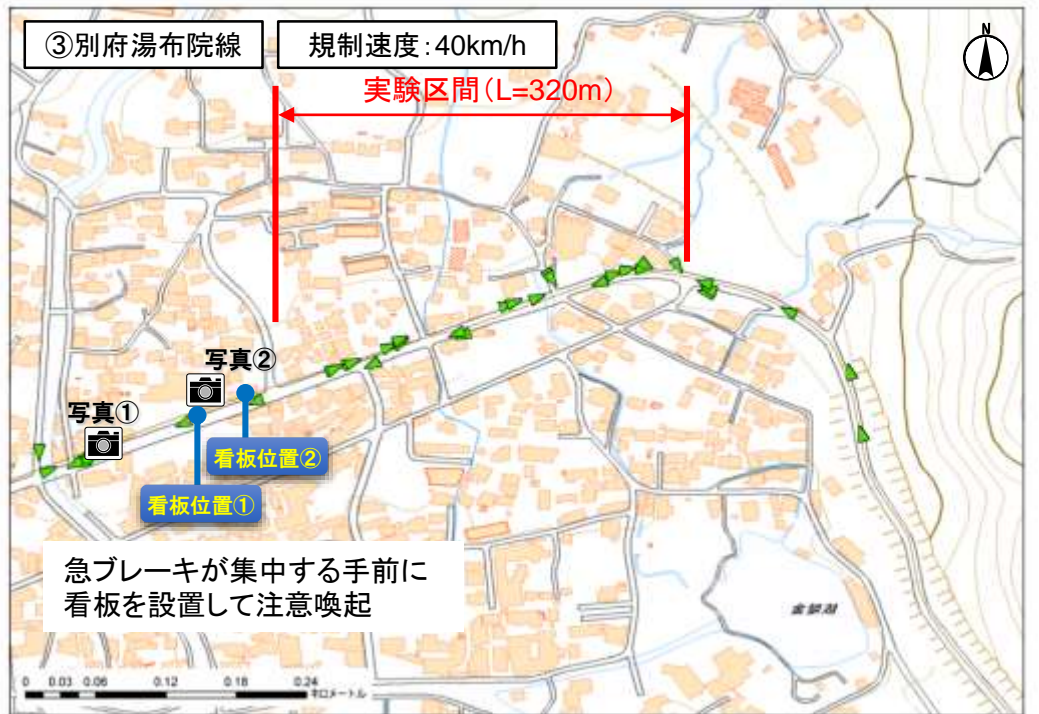 ③別府湯布院線
規制速度:40km/h
N
実験区間(L=320m)
写真②
写真①
看板位置②
看板位置①
急ブレーキが集中する手前に
看板を設置して注意喚起
金鱗湖
0 0.03 0.06 0.12 0.18 0.24
キロメートル